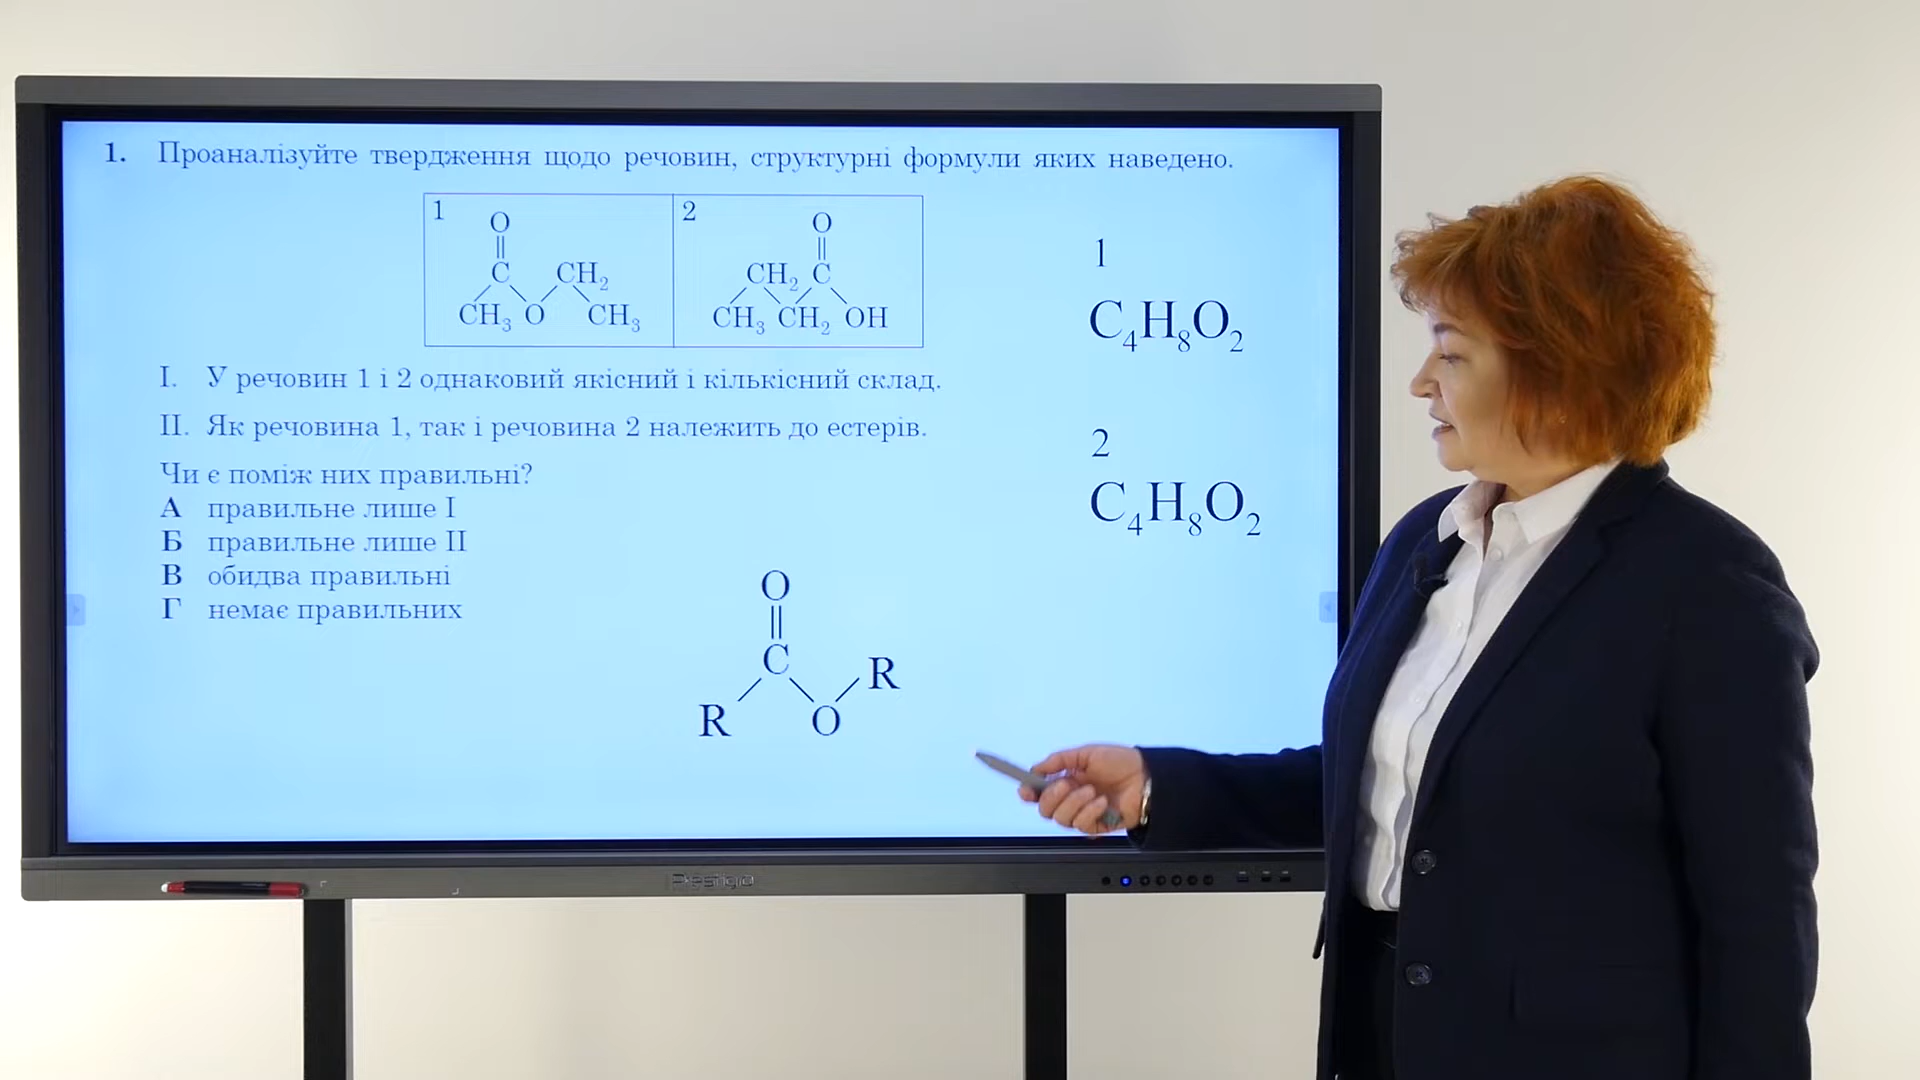 1. Проаналізуйте твердження щодо речовин, структурні формули яких наведено.
1
O
||
C CH₂
CH₃ O CH₃
2
O
||
CH₂ C
CH₃ CH₂ OH
I. У речовин 1 і 2 однаковий якісний і кількісний склад.
II. Як речовина 1, так і речовина 2 належить до естерів.
Чи є поміж них правильні?
А правильне лише I
Б правильне лише II
В обидва правильні
Г немає правильних
O
||
C R
R O
1
C₄H₈O₂
2
C₄H₈O₂
Prestigio